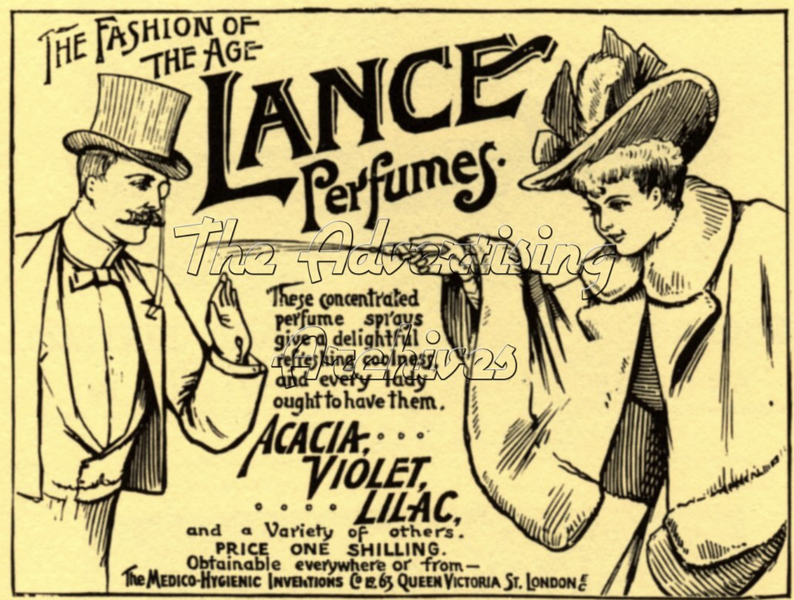 THE FASHION OF
THE AGE
LANCE
Perfumes.
The Advertising
Archives
These concentrated
perfume sprays
give a delightful
refreshing coolness,
and every lady
ought to have them.
ACACIA, ....
VIOLET,
.... LILAC,
and a Variety of others.
PRICE ONE SHILLING.
Obtainable everywhere or from—
THE MEDICO-HYGIENIC INVENTIONS CO LD. 63 QUEEN VICTORIA ST. LONDON EC